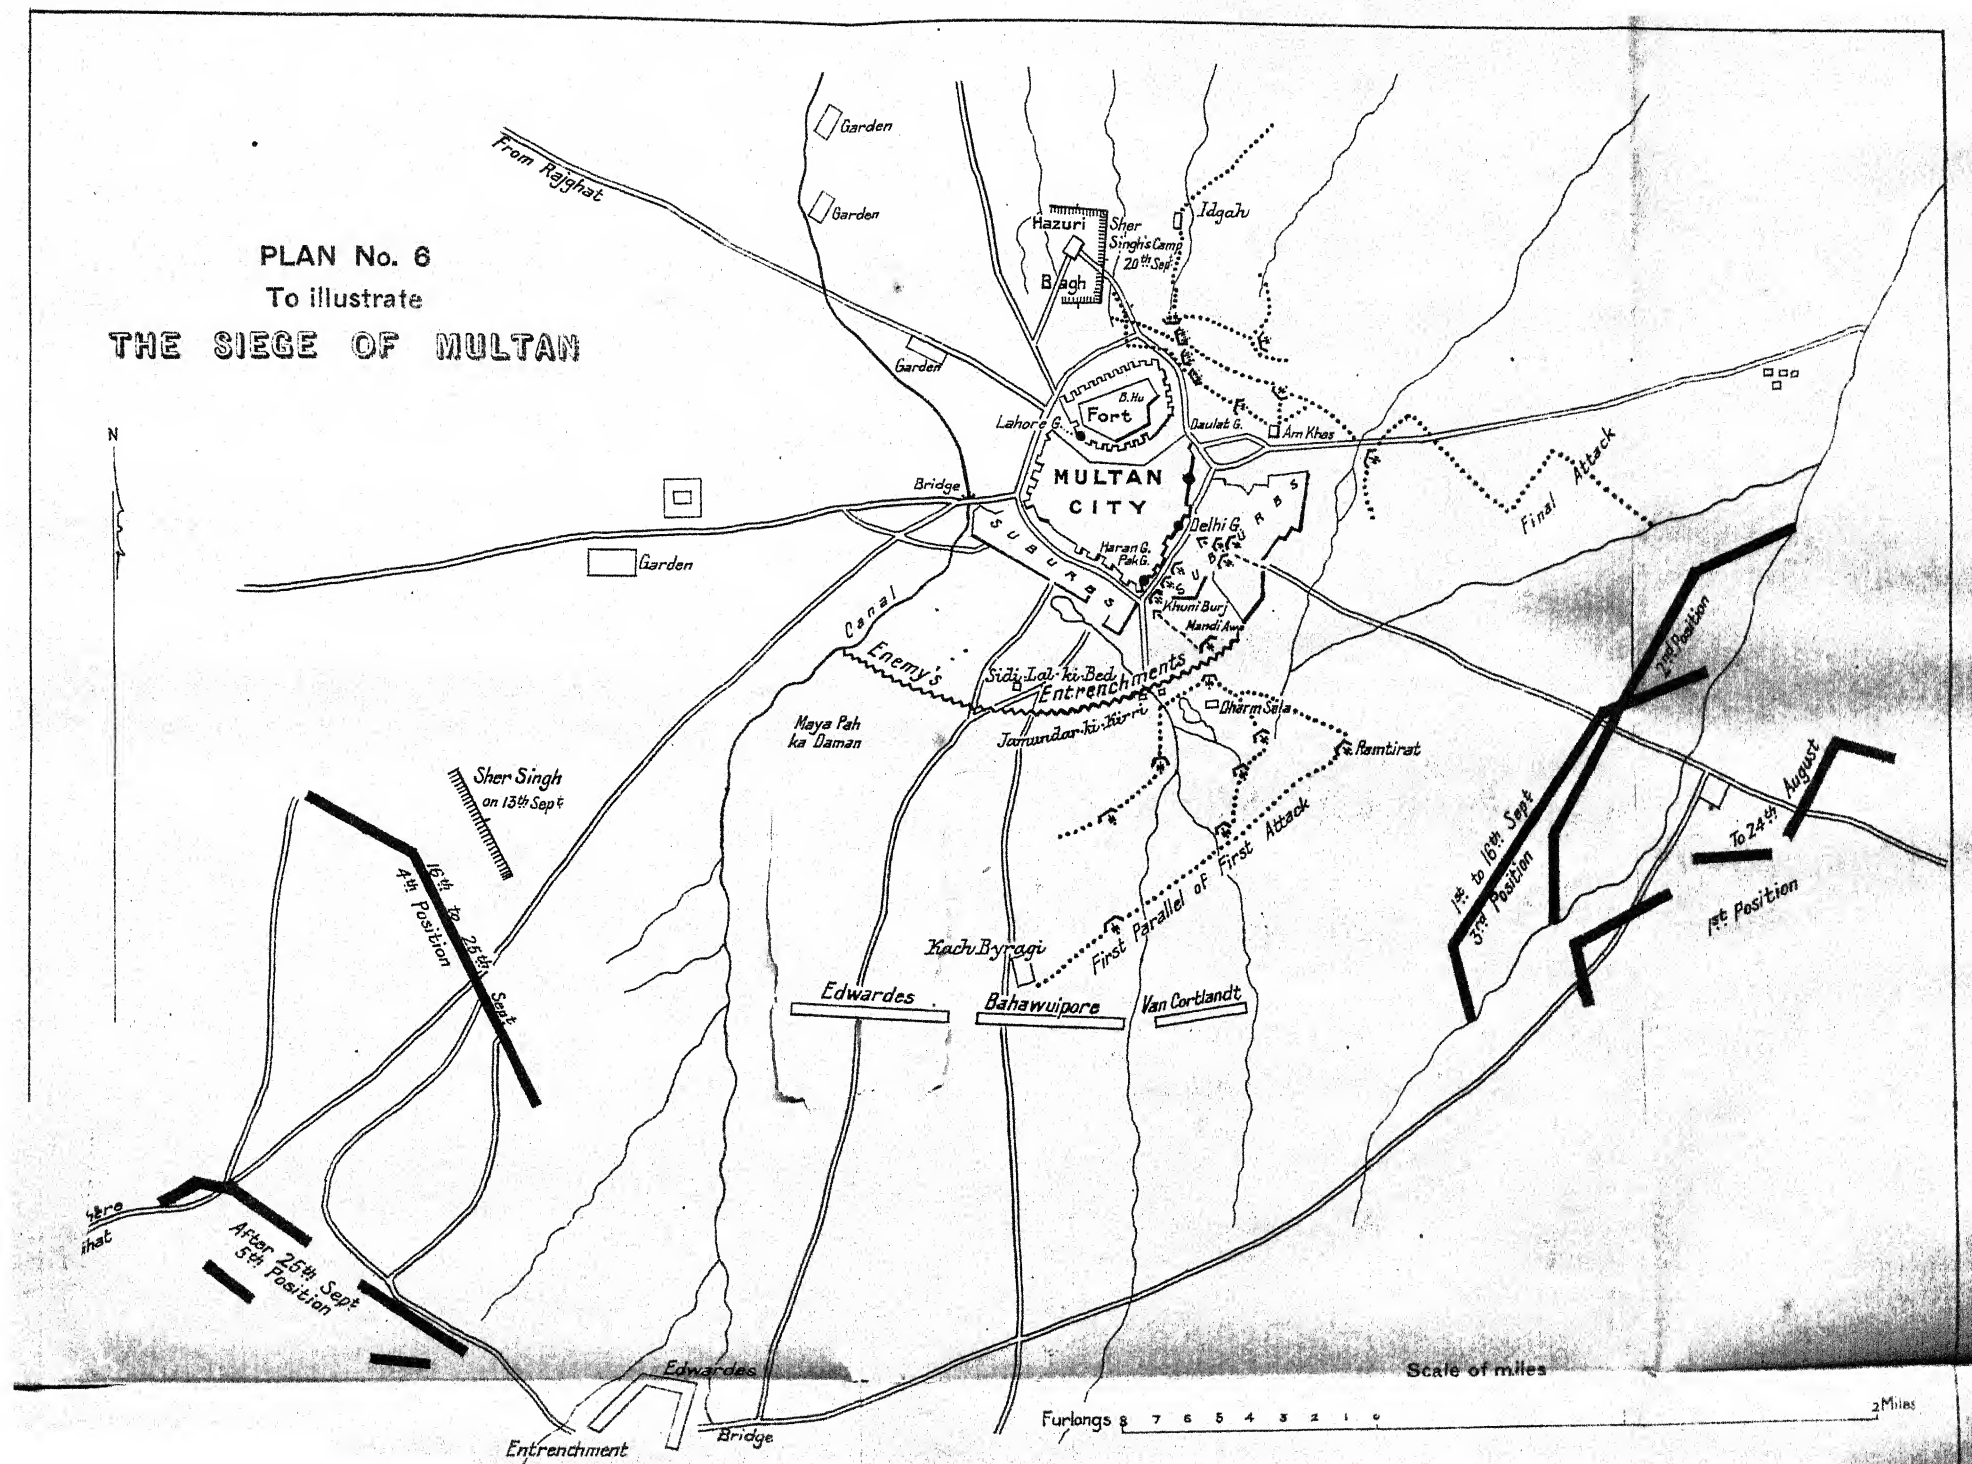 PLAN No. 6
To illustrate
THE SIEGE OF MULTAN
N
From Rajghat
Garden
Garden
Garden
Garden
Hazuri
Bagh
Sher
Singh's Camp
20th Sept
Idgah
B. Hu
Fort
Lahore G.
Daulat G.
Am Khas
MULTAN
CITY
Bridge
SUBURBS
SUBURBS
Delhi G.
Haran G.
Pak G.
Khuni Burj
Mandi Awa
Final Attack
Canal
Enemy's
Entrenchments
Sidi Lal ki Bed
Jamundar ki Kirri
Dharm Sala
Ramtirat
Maya Pah
ka Daman
Sher Singh
on 13th Sept
16th to 25th Sept
4th Position
First Parallel of First Attack
Kach Byragi
Edwardes
Bahawulpore
Van Cortlandt
2nd Position
1st to 16th Sept
3rd Position
To 24th August
1st Position
After 25th Sept
5th Position
Edwardes
Entrenchment
Bridge
Scale of miles
Furlongs 8 7 6 5 4 3 2 1 0
2 Miles